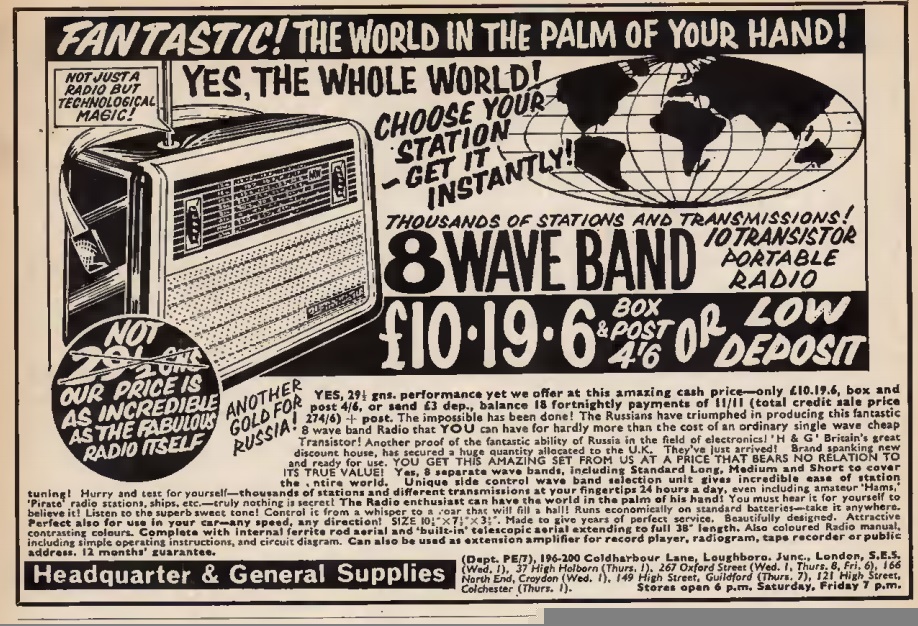 FANTASTIC! THE WORLD IN THE PALM OF YOUR HAND!
NOT JUST A
RADIO BUT
TECHNOLOGICAL
MAGIC!
YES, THE WHOLE WORLD!
CHOOSE YOUR
STATION
- GET IT
INSTANTLY!
THOUSANDS OF STATIONS AND TRANSMISSIONS!
8 WAVE BAND
10 TRANSISTOR
PORTABLE
RADIO
£10·19·6
BOX
& POST
4'6
OR LOW
DEPOSIT
NOT
29½ GNS
OUR PRICE IS
AS INCREDIBLE
AS THE FABULOUS
RADIO ITSELF
ANOTHER
GOLD FOR
RUSSIA!
YES, 29½ gns. performance yet we offer at this amazing cash price—only £10.19.6, box and
post 4/6, or send £3 dep., balance 18 fortnightly payments of 11/11 (total credit sale price
274/6) + post. The impossible has been done! The Russians have triumphed in producing this fantastic
8 wave band Radio that YOU can have for hardly more than the cost of an ordinary single wave cheap
Transistor! Another proof of the fantastic ability of Russia in the field of electronics! 'H & G' Britain's great
discount house, has secured a huge quantity allocated to the U.K. They've just arrived! Brand spanking new
and ready for use. YOU GET THIS AMAZING SET FROM US AT A PRICE THAT BEARS NO RELATION TO
ITS TRUE VALUE! Yes, 8 separate wave bands, including Standard Long, Medium and Short to cover
the entire world. Unique side control wave band selection unit gives incredible ease of station
tuning! Hurry and test for yourself—thousands of stations and different transmissions at your fingertips 24 hours a day, even including amateur 'Hams,'
'Pirate' radio stations, ships, etc.—truly nothing is secret! The Radio enthusiast can have the world in the palm of his hand! You must hear it for yourself to
believe it! Listen to the superb sweet tone! Control it from a whisper to a roar that will fill a hall! Runs economically on standard batteries—take it anywhere.
Perfect also for use in your car—any speed, any direction! SIZE 10½"×7½"×3½". Made to give years of perfect service. Beautifully designed. Attractive
contrasting colours. Complete with internal ferrite rod aerial and 'built-in' telescopic aerial extending to full 38" length. Also coloured Radio manual,
including simple operating instructions, and circuit diagram. Can also be used as extension amplifier for record player, radiogram, tape recorder or public
address. 12 months' guarantee.
Headquarter & General Supplies
(Dept. PE/7), 196-200 Coldharbour Lane, Loughboro. Junc., London, S.E.5.
(Wed. 1), 37 High Holborn (Thurs. 1), 267 Oxford Street (Wed. 1, Thurs. 8, Fri. 6), 166
North End, Croydon (Wed. 1), 149 High Street, Guildford (Thurs. 7), 121 High Street,
Colchester (Thurs. 1). Stores open 6 p.m. Saturday, Friday 7 p.m.